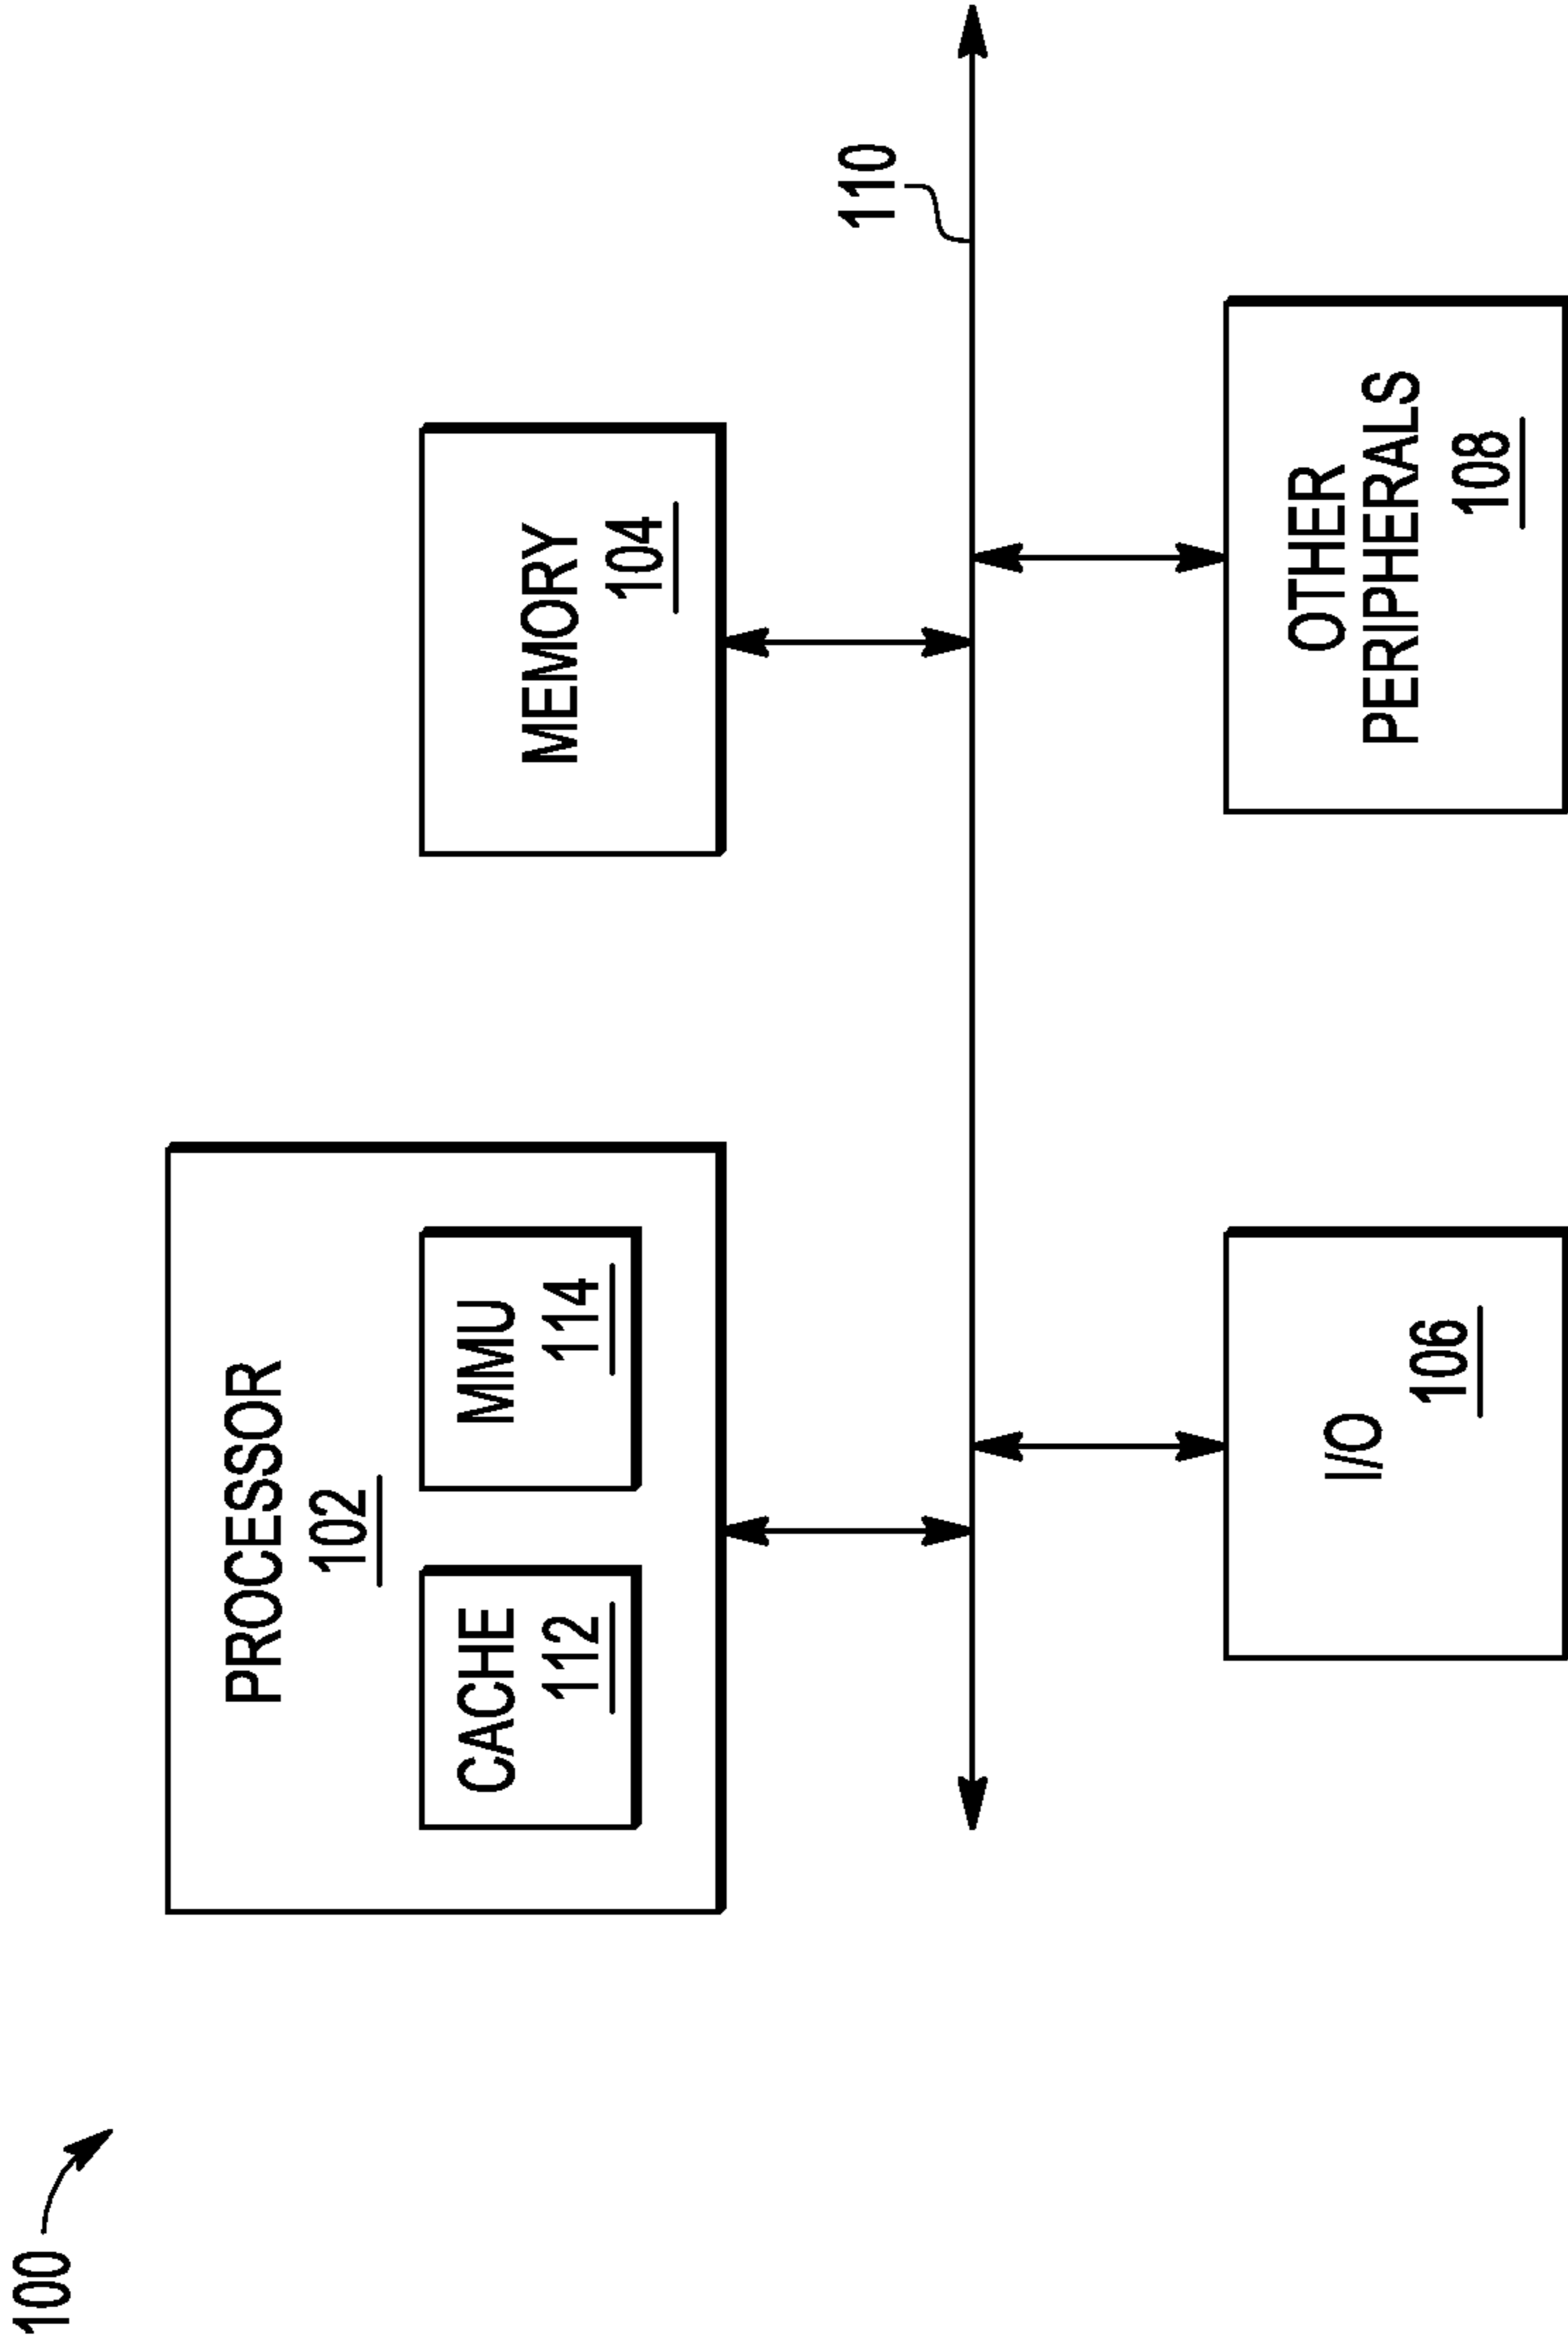 100
PROCESSOR
102
CACHE
112
MMU
114
MEMORY
104
110
I/O
106
OTHER
PERIPHERALS
108